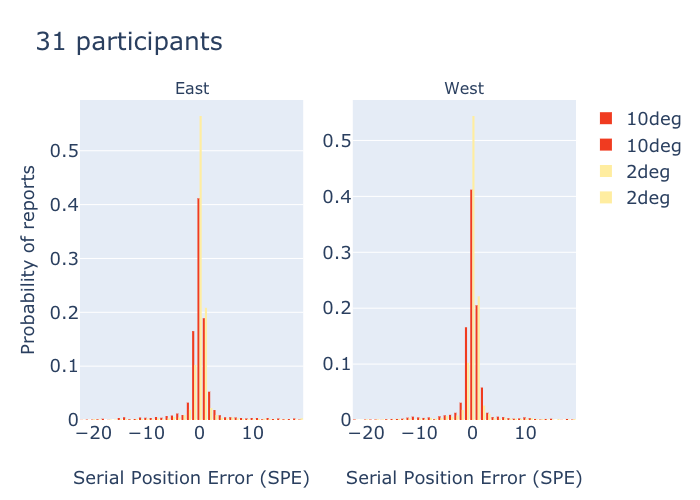 31 participants
East
West
10deg
10deg
2deg
2deg
Probability of reports
0.5
0.4
0.3
0.2
0.1
0
0.5
0.4
0.3
0.2
0.1
0
−20 −10 0 10
−20 −10 0 10
Serial Position Error (SPE)
Serial Position Error (SPE)